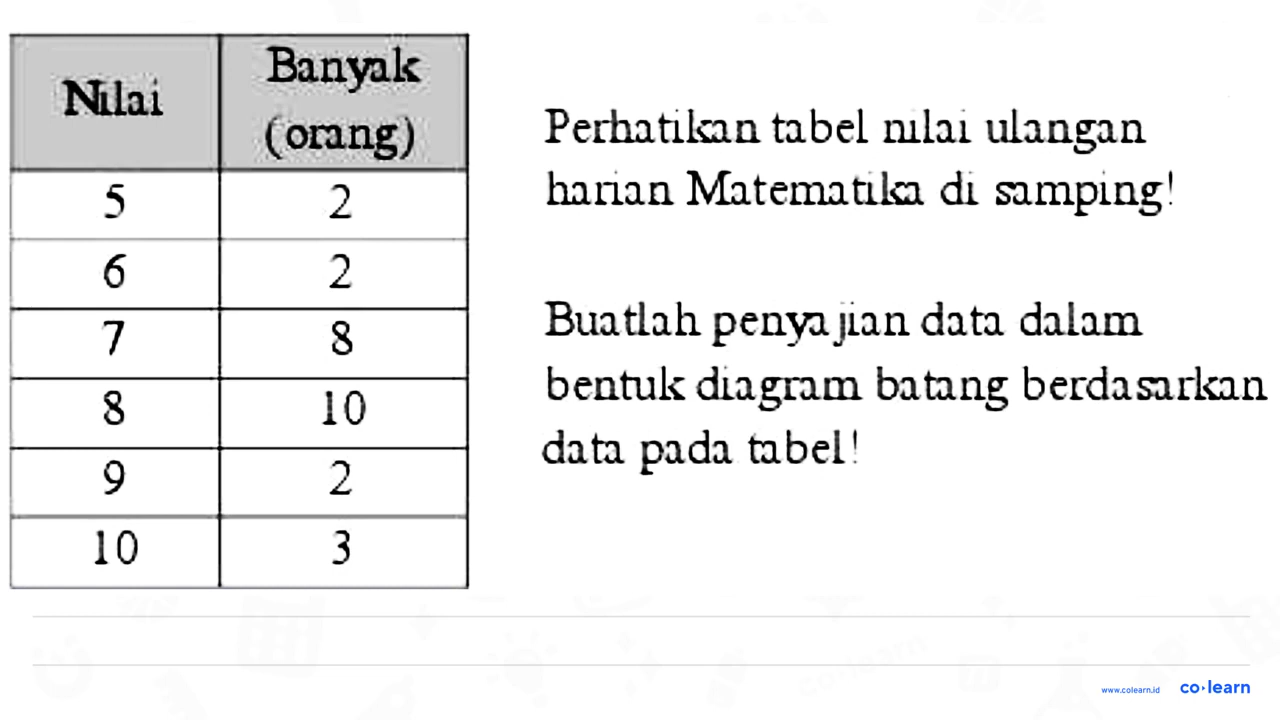 Nilai Banyak (orang)
5 2
6 2
7 8
8 10
9 2
10 3
Perhatikan tabel nilai ulangan
harian Matematika di samping!
Buatlah penyajian data dalam
bentuk diagram batang berdasarkan
data pada tabel!
www.colearn.id co·learn